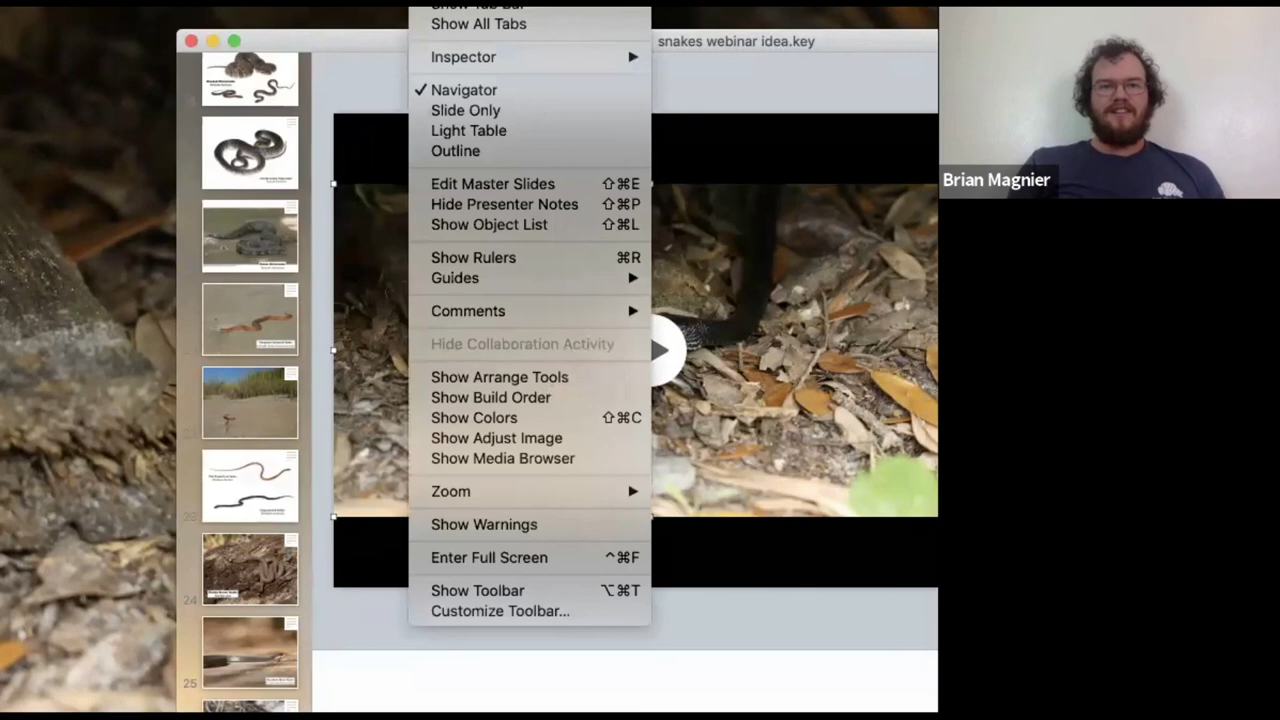 Show Tab Bar
Show All Tabs
snakes webinar idea.key
Inspector
Navigator
Slide Only
Light Table
Outline
Edit Master Slides ⇧⌘E
Hide Presenter Notes ⇧⌘P
Show Object List ⇧⌘L
Show Rulers ⌘R
Guides
Comments
Hide Collaboration Activity
Show Arrange Tools
Show Build Order
Show Colors ⇧⌘C
Show Adjust Image
Show Media Browser
Zoom
Show Warnings
Enter Full Screen ^⌘F
Show Toolbar ⌥⌘T
Customize Toolbar...
24
25
Brian Magnier